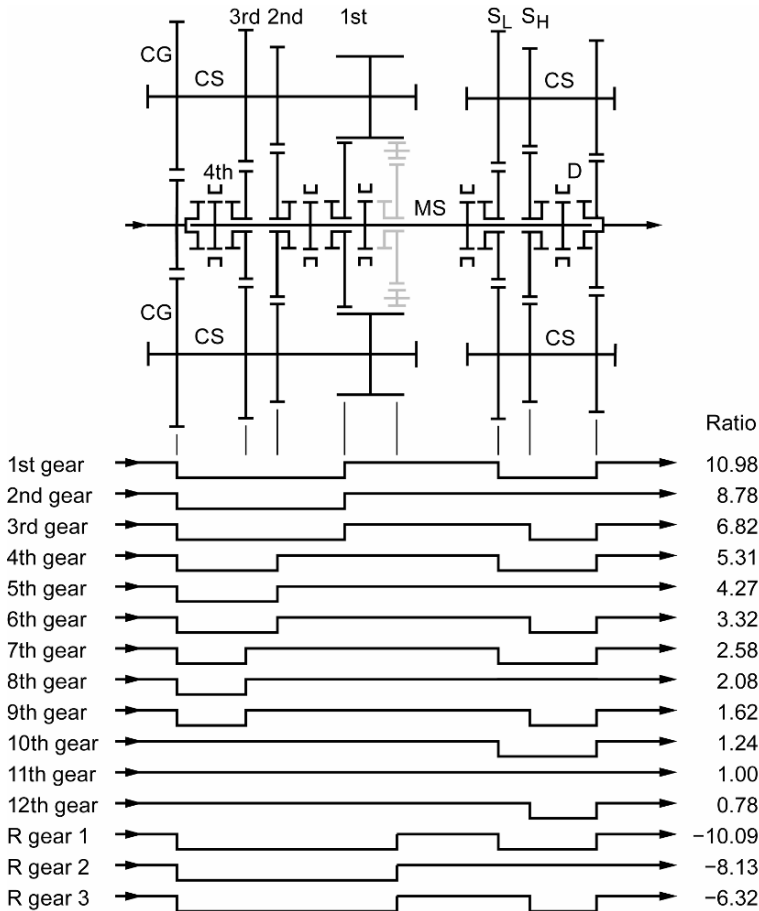 3rd 2nd 1st S_L S_H
CG
CS CS
4th D
MS
CG
CS CS
Ratio
1st gear 10.98
2nd gear 8.78
3rd gear 6.82
4th gear 5.31
5th gear 4.27
6th gear 3.32
7th gear 2.58
8th gear 2.08
9th gear 1.62
10th gear 1.24
11th gear 1.00
12th gear 0.78
R gear 1 −10.09
R gear 2 −8.13
R gear 3 −6.32